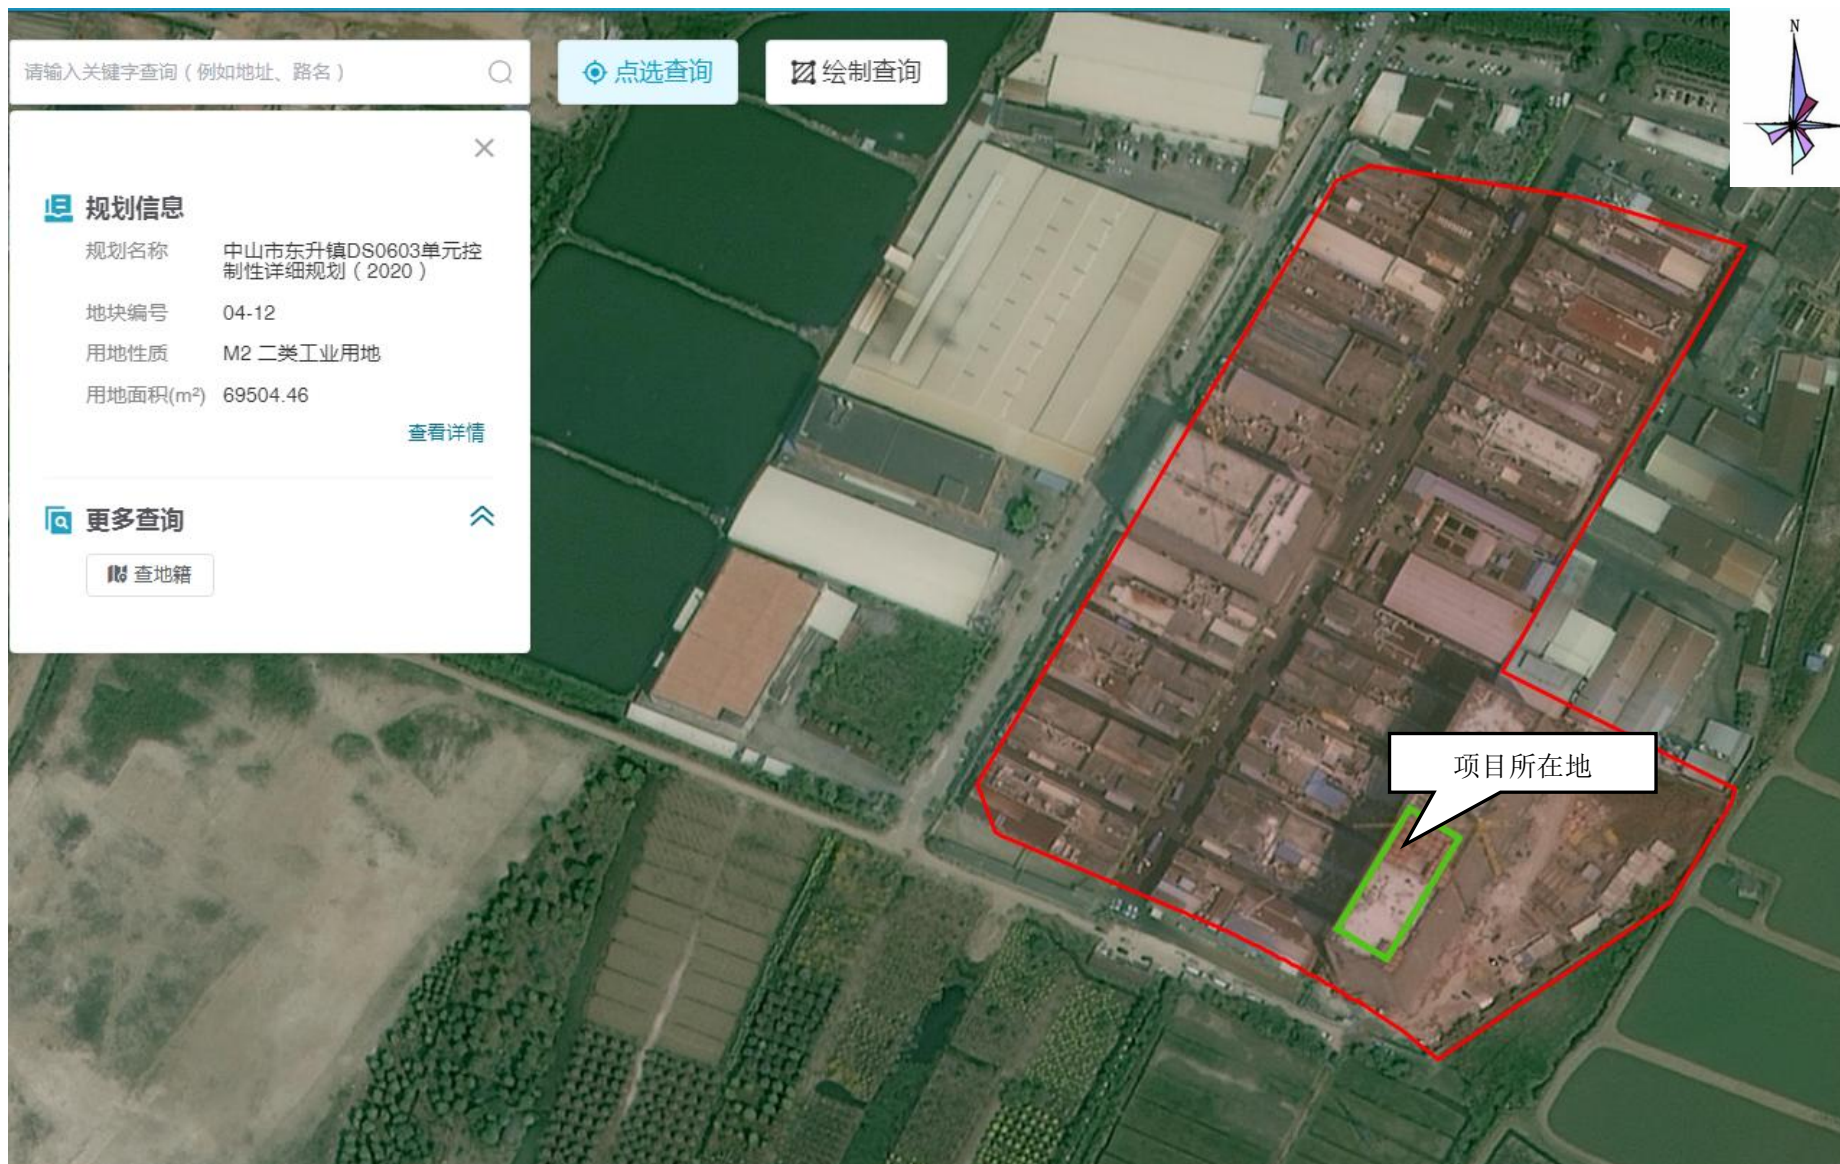 请输入关键字查询（例如地址、路名）
点选查询
绘制查询
N
规划信息
规划名称 中山市东升镇DS0603单元控
制性详细规划（2020）
地块编号 04-12
用地性质 M2 二类工业用地
用地面积(m²) 69504.46
查看详情
更多查询
查地籍
项目所在地